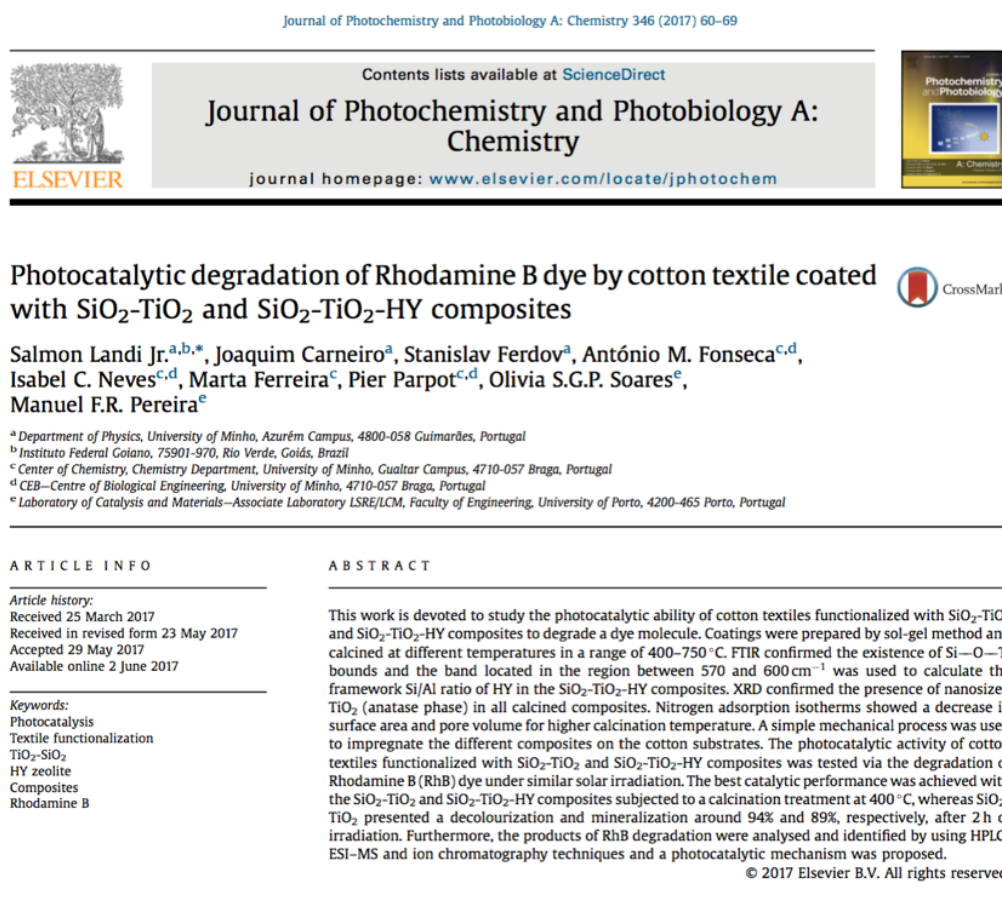 Journal of Photochemistry and Photobiology A: Chemistry 346 (2017) 60–69
Contents lists available at ScienceDirect
Journal of Photochemistry and Photobiology A:
Chemistry
journal homepage: www.elsevier.com/locate/jphotochem
ELSEVIER
Photochemistry
and Photobiology
A: Chemistry
Photocatalytic degradation of Rhodamine B dye by cotton textile coated
with SiO₂-TiO₂ and SiO₂-TiO₂-HY composites
CrossMark
Salmon Landi Jr.ᵃ,ᵇ,*, Joaquim Carneiroᵃ, Stanislav Ferdovᵃ, António M. Fonsecaᶜ,ᵈ,
Isabel C. Nevesᶜ,ᵈ, Marta Ferreiraᶜ, Pier Parpotᶜ,ᵈ, Olivia S.G.P. Soaresᵉ,
Manuel F.R. Pereiraᵉ
ᵃ Department of Physics, University of Minho, Azurém Campus, 4800-058 Guimarães, Portugal
ᵇ Instituto Federal Goiano, 75901-970, Rio Verde, Goiás, Brazil
ᶜ Center of Chemistry, Chemistry Department, University of Minho, Gualtar Campus, 4710-057 Braga, Portugal
ᵈ CEB—Centre of Biological Engineering, University of Minho, 4710-057 Braga, Portugal
ᵉ Laboratory of Catalysis and Materials—Associate Laboratory LSRE/LCM, Faculty of Engineering, University of Porto, 4200-465 Porto, Portugal
ARTICLE INFO
Article history:
Received 25 March 2017
Received in revised form 23 May 2017
Accepted 29 May 2017
Available online 2 June 2017
Keywords:
Photocatalysis
Textile functionalization
TiO₂-SiO₂
HY zeolite
Composites
Rhodamine B
ABSTRACT
This work is devoted to study the photocatalytic ability of cotton textiles functionalized with SiO₂-TiO
and SiO₂-TiO₂-HY composites to degrade a dye molecule. Coatings were prepared by sol-gel method an
calcined at different temperatures in a range of 400–750 °C. FTIR confirmed the existence of Si—O—T
bounds and the band located in the region between 570 and 600 cm⁻¹ was used to calculate th
framework Si/Al ratio of HY in the SiO₂-TiO₂-HY composites. XRD confirmed the presence of nanosize
TiO₂ (anatase phase) in all calcined composites. Nitrogen adsorption isotherms showed a decrease i
surface area and pore volume for higher calcination temperature. A simple mechanical process was use
to impregnate the different composites on the cotton substrates. The photocatalytic activity of cotto
textiles functionalized with SiO₂-TiO₂ and SiO₂-TiO₂-HY composites was tested via the degradation o
Rhodamine B (RhB) dye under similar solar irradiation. The best catalytic performance was achieved wit
the SiO₂-TiO₂ and SiO₂-TiO₂-HY composites subjected to a calcination treatment at 400 °C, whereas SiO₂
TiO₂ presented a decolourization and mineralization around 94% and 89%, respectively, after 2 h o
irradiation. Furthermore, the products of RhB degradation were analysed and identified by using HPLC
ESI–MS and ion chromatography techniques and a photocatalytic mechanism was proposed.
© 2017 Elsevier B.V. All rights reserved